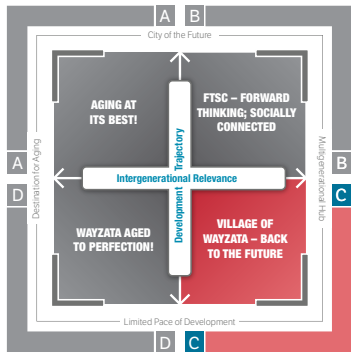 A
B
City of the Future
AGING AT
ITS BEST!
FTSC – FORWARD
THINKING; SOCIALLY
CONNECTED
A
B
Destination for Aging
Multigenerational Hub
Intergenerational Relevance
Development Trajectory
D
C
WAYZATA AGED
TO PERFECTION!
VILLAGE OF
WAYZATA – BACK
TO THE FUTURE
Limited Pace of Development
D
C